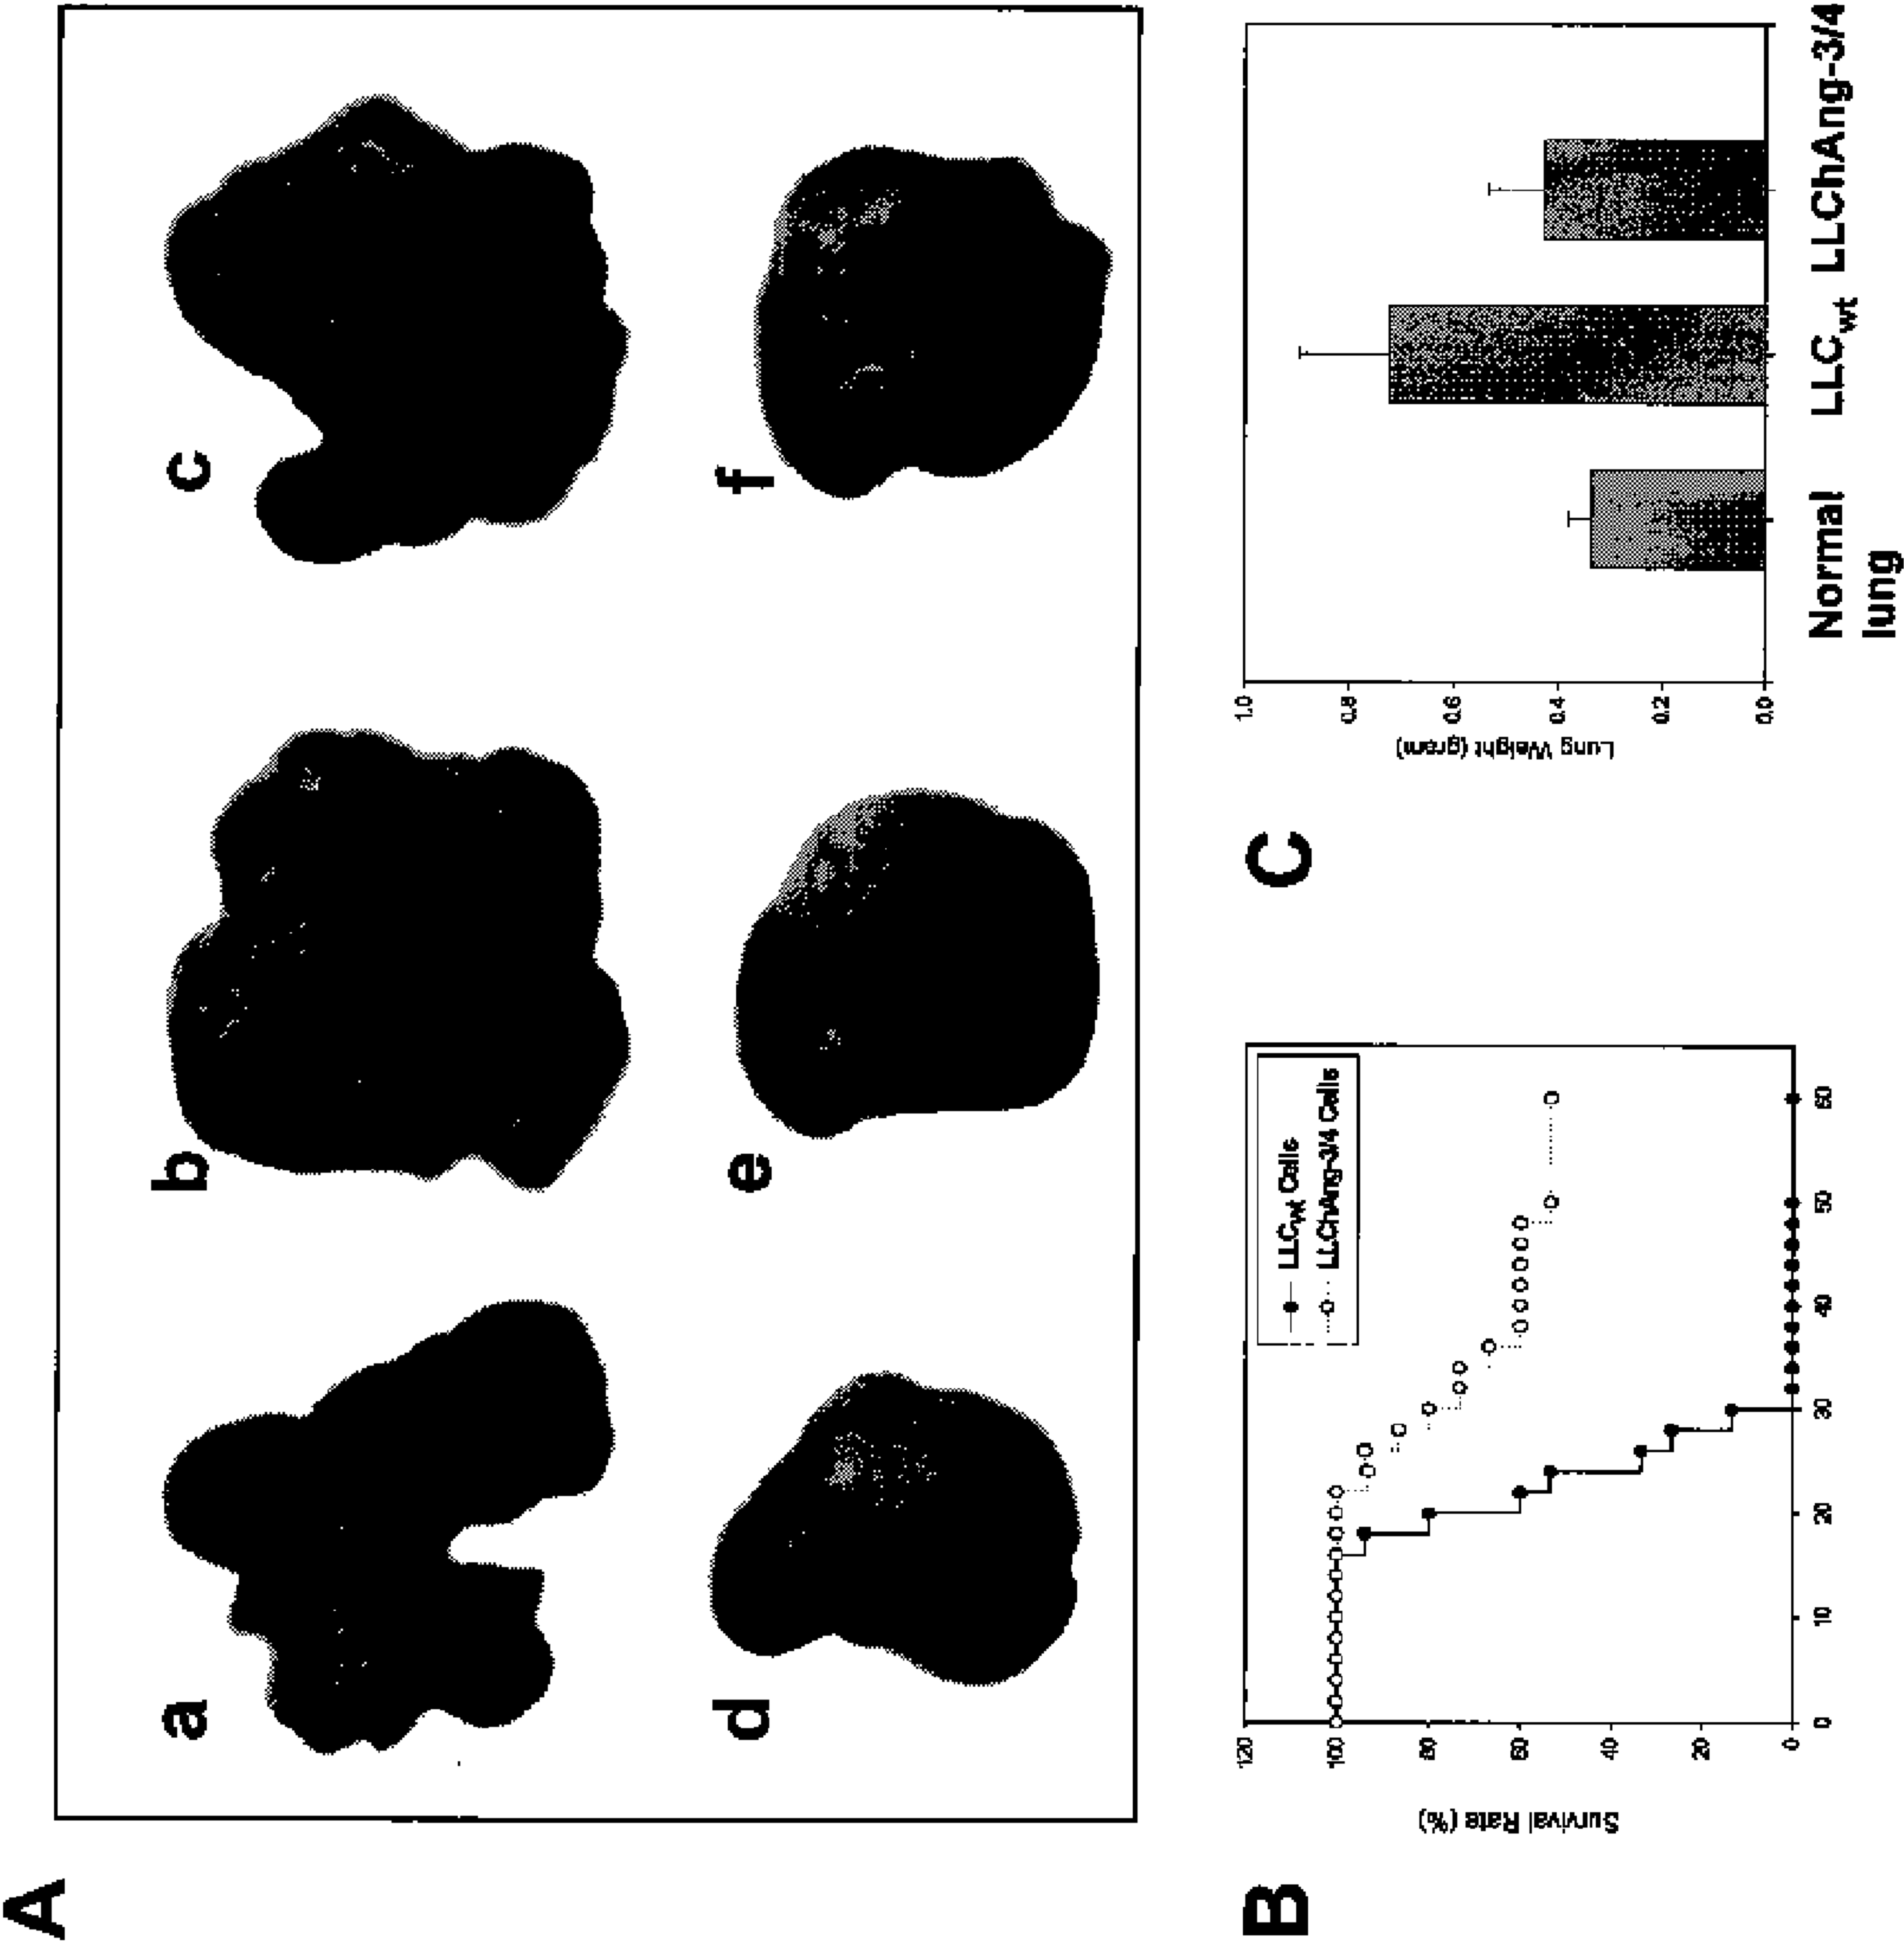 A
a
b
c
d
e
f
B
Survival Rate (%)
120
100
80
60
40
20
0
0
10
20
30
40
50
60
LLCwt Cells
LLChAng-3/4 Cells
C
Lung Weight (gram)
1.0
0.8
0.6
0.4
0.2
0.0
Normal lung
LLCwt
LLChAng-3/4